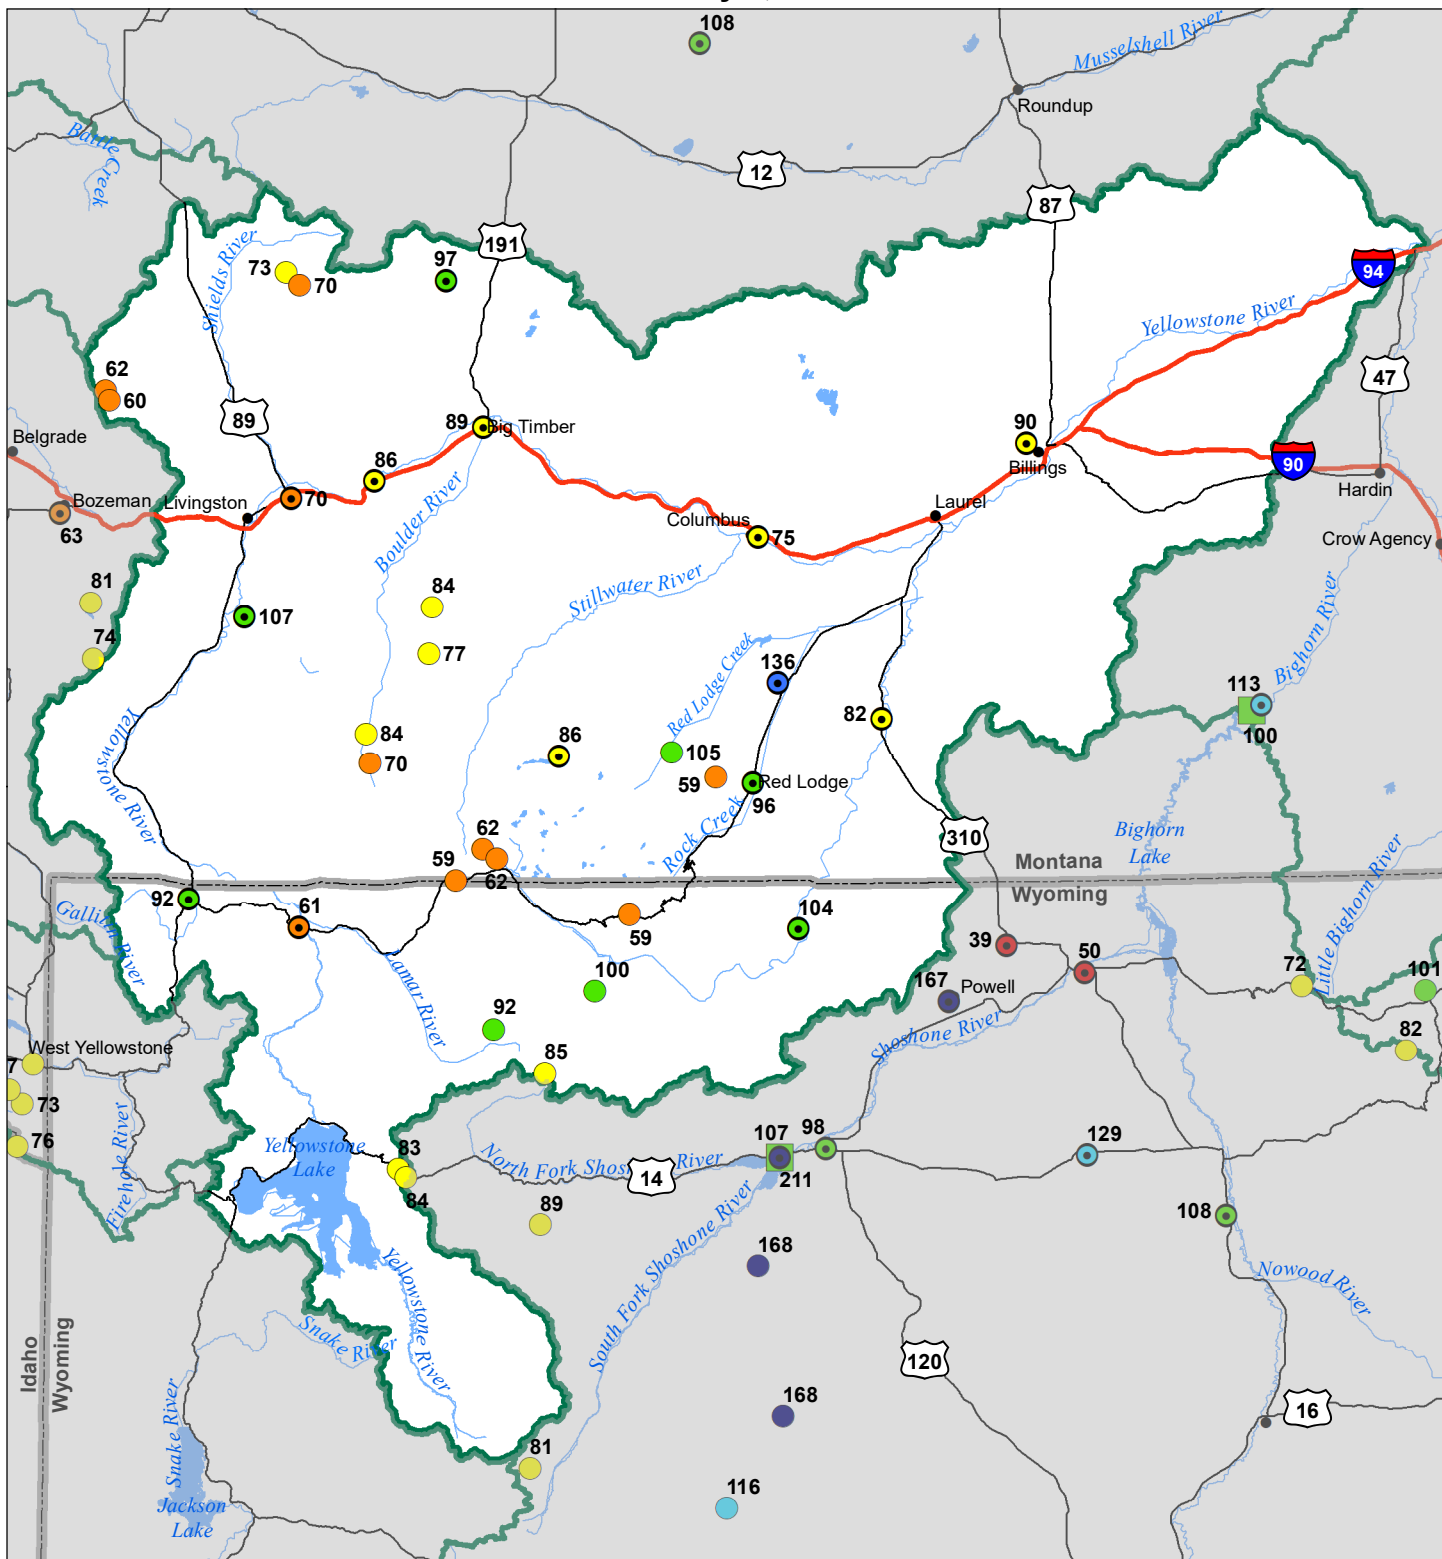 108
Musselshell River
Roundup
Battle Creek
12
87
191
Shields River
73
70
97
94
Yellowstone River
62
60
47
89
89
Big Timber
90
Billings
90
Belgrade
86
Hardin
Bozeman
Livingston
70
63
Boulder River
Laurel
Columbus
75
Crow Agency
81
84
Stillwater River
107
74
77
136
Red Lodge Creek
Bighorn River
113
100
82
84
70
86
105
59
Red Lodge
96
Yellowstone River
62
62
59
Rock Creek
310
Bighorn
Lake
Montana
Wyoming
Little Bighorn River
92
Gallitin River
61
59
104
39
50
72
101
167
Powell
Shoshone River
100
92
Lamar River
85
82
West Yellowstone
7
73
76
Firehole River
Yellowstone
Lake
83
84
North Fork Shos River
14
107
211
98
129
89
108
168
South Fork Shoshone River
Nowood River
Yellowstone River
Snake River
Idaho
Wyoming
120
168
16
81
Snake River
Jackson
Lake
116